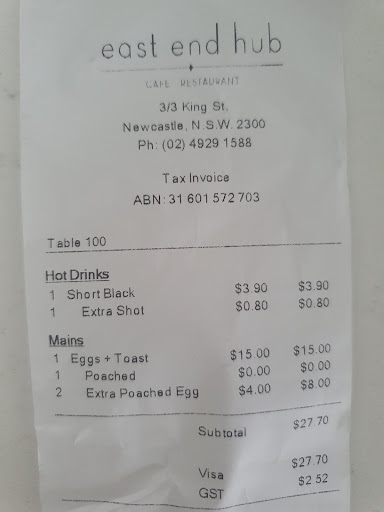 east end hub
CAFE RESTAURANT
3/3 King St,
Newcastle, N.S.W. 2300
Ph: (02) 4929 1588
Tax Invoice
ABN: 31 601 572 703
Table 100
Hot Drinks
1 Short Black $3.90 $3.90
1 Extra Shot $0.80 $0.80
Mains
1 Eggs + Toast $15.00 $15.00
1 Poached $0.00 $0.00
2 Extra Poached Egg $4.00 $8.00
Subtotal $27.70
Visa $27.70
GST $2.52